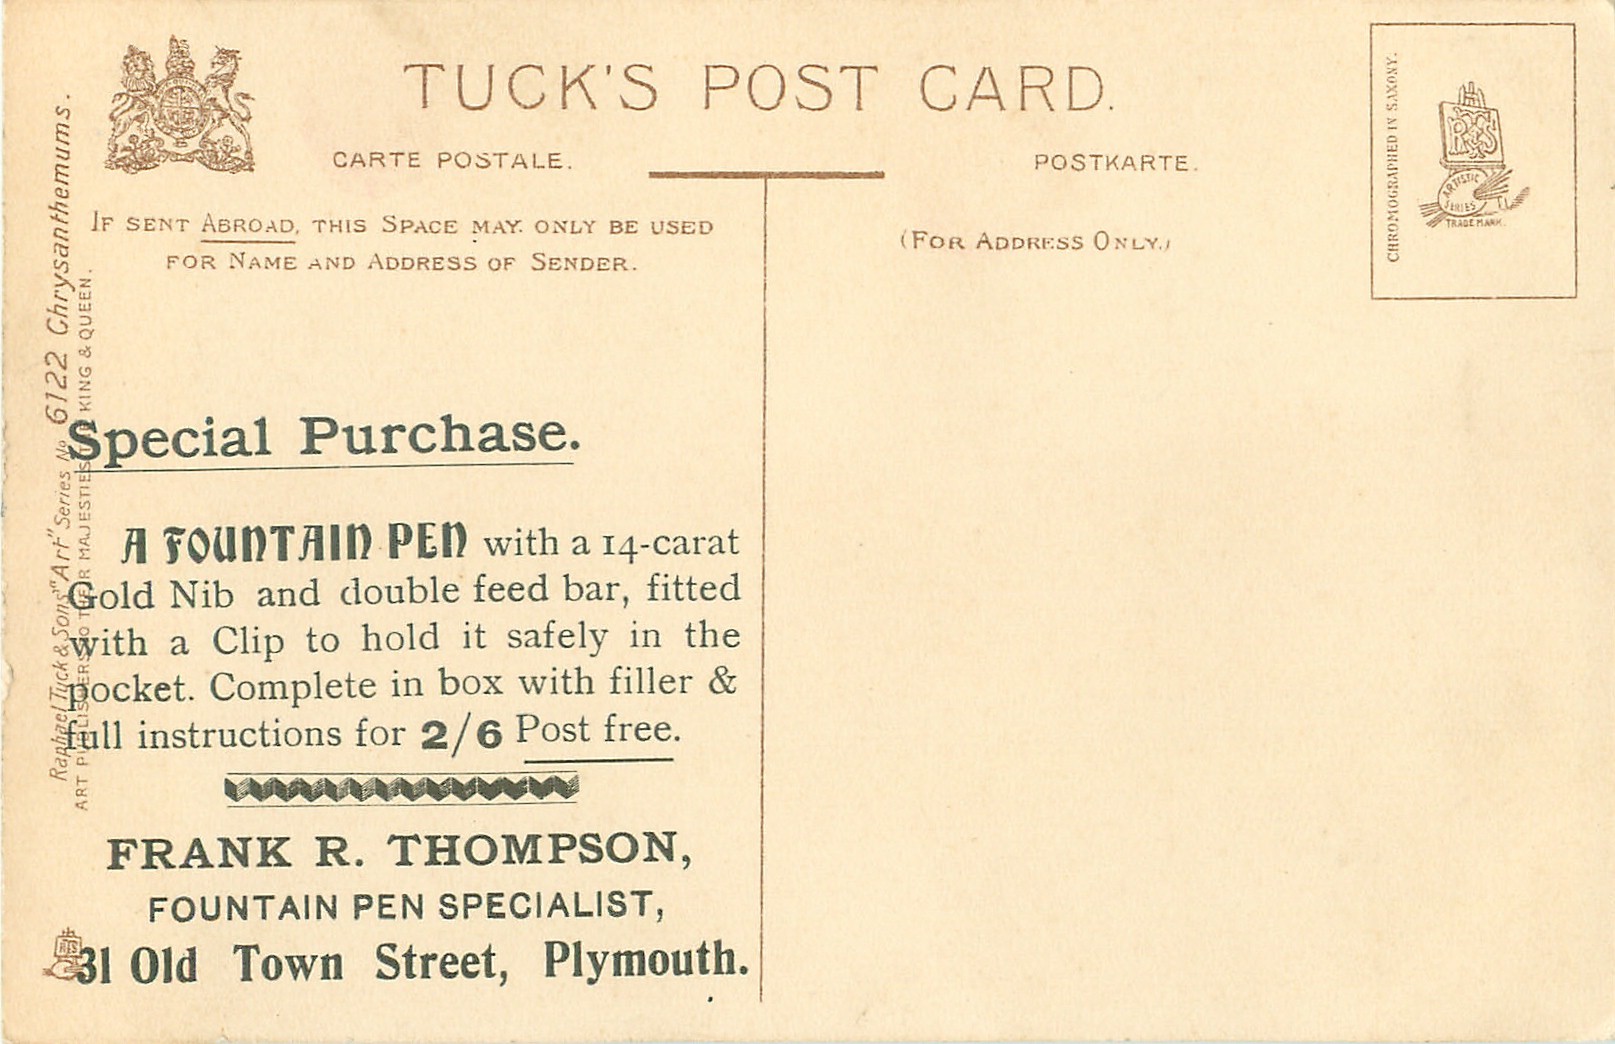 TUCK'S POST CARD.
CARTE POSTALE.
POSTKARTE.
IF SENT ABROAD, THIS SPACE MAY ONLY BE USED
FOR NAME AND ADDRESS OF SENDER.
(FOR ADDRESS ONLY.)
CHROMOGRAPHED IN SAXONY.
RTS
ARTISTIC
SERIES
TRADE MARK.
Raphael Tuck & Sons' "Art" Series No 6122 Chrysanthemums.
ART PUBLISHERS TO THEIR MAJESTIES THE KING & QUEEN.
Special Purchase.
A FOUNTAIN PEN with a 14-carat
Gold Nib and double feed bar, fitted
with a Clip to hold it safely in the
pocket. Complete in box with filler &
full instructions for 2/6 Post free.
FRANK R. THOMPSON,
FOUNTAIN PEN SPECIALIST,
31 Old Town Street, Plymouth.